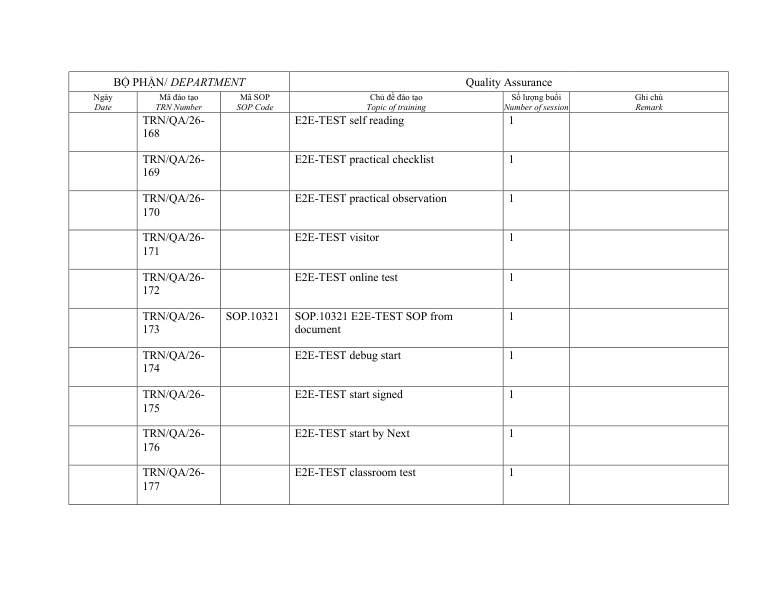 BỘ PHẬN/ DEPARTMENT Quality Assurance
Ngày Mã đào tạo Mã SOP Chủ đề đào tạo Số lượng buổi Ghi chú
Date TRN Number SOP Code Topic of training Number of session Remark
TRN/QA/26- E2E-TEST self reading 1
168
TRN/QA/26- E2E-TEST practical checklist 1
169
TRN/QA/26- E2E-TEST practical observation 1
170
TRN/QA/26- E2E-TEST visitor 1
171
TRN/QA/26- E2E-TEST online test 1
172
TRN/QA/26- SOP.10321 SOP.10321 E2E-TEST SOP from 1
173 document
TRN/QA/26- E2E-TEST debug start 1
174
TRN/QA/26- E2E-TEST start signed 1
175
TRN/QA/26- E2E-TEST start by Next 1
176
TRN/QA/26- E2E-TEST classroom test 1
177